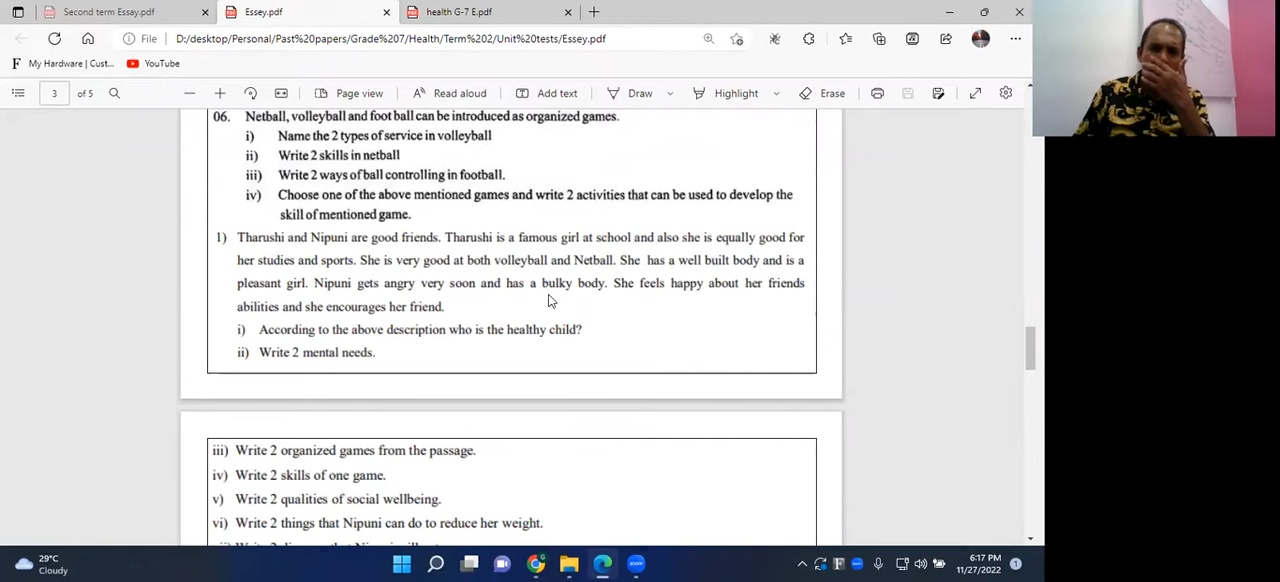 Second term Essay.pdf
Essey.pdf
health G-7 E.pdf
File
D:/desktop/Personal/Past%20papers/Grade%207/Health/Term%202/Unit%20tests/Essey.pdf
My Hardware | Cust...
YouTube
3 of 5
Page view
Read aloud
Add text
Draw
Highlight
Erase
06. Netball, volleyball and foot ball can be introduced as organized games.
i) Name the 2 types of service in volleyball
ii) Write 2 skills in netball
iii) Write 2 ways of ball controlling in football.
iv) Choose one of the above mentioned games and write 2 activities that can be used to develop the
skill of mentioned game.
1) Tharushi and Nipuni are good friends. Tharushi is a famous girl at school and also she is equally good for
her studies and sports. She is very good at both volleyball and Netball. She has a well built body and is a
pleasant girl. Nipuni gets angry very soon and has a bulky body. She feels happy about her friends
abilities and she encourages her friend.
i) According to the above description who is the healthy child?
ii) Write 2 mental needs.
iii) Write 2 organized games from the passage.
iv) Write 2 skills of one game.
v) Write 2 qualities of social wellbeing.
vi) Write 2 things that Nipuni can do to reduce her weight.
29°C
Cloudy
6:17 PM
11/27/2022